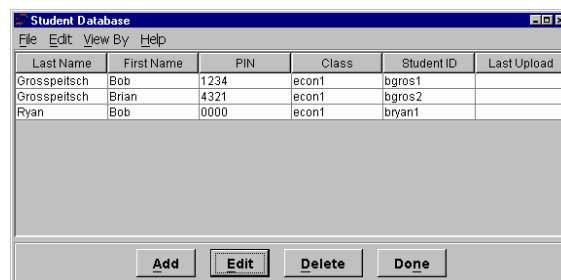 Student Database
File Edit View By Help
Last Name First Name PIN Class Student ID Last Upload
Grosspeitsch Bob 1234 econ1 bgros1
Grosspeitsch Brian 4321 econ1 bgros2
Ryan Bob 0000 econ1 bryan1
Add Edit Delete Done